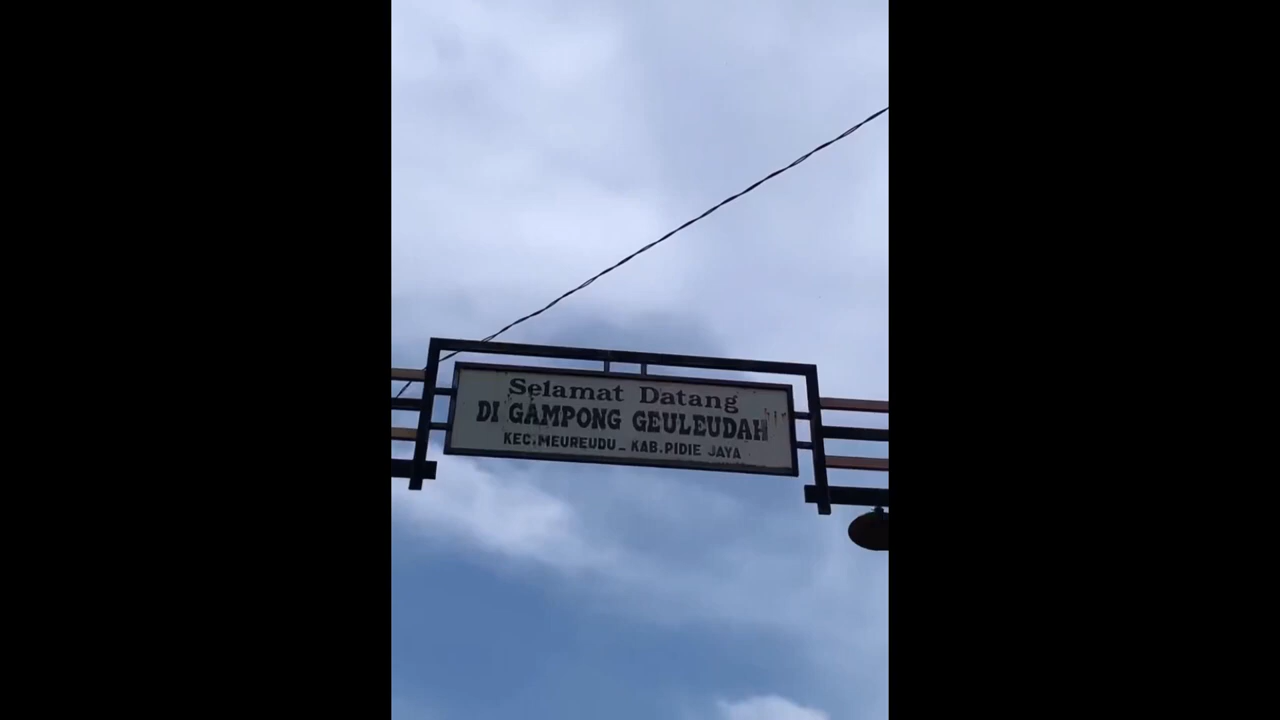 Selamat Datang
DI GAMPONG GEULEUDAH
KEC.MEUREUDU - KAB.PIDIE JAYA